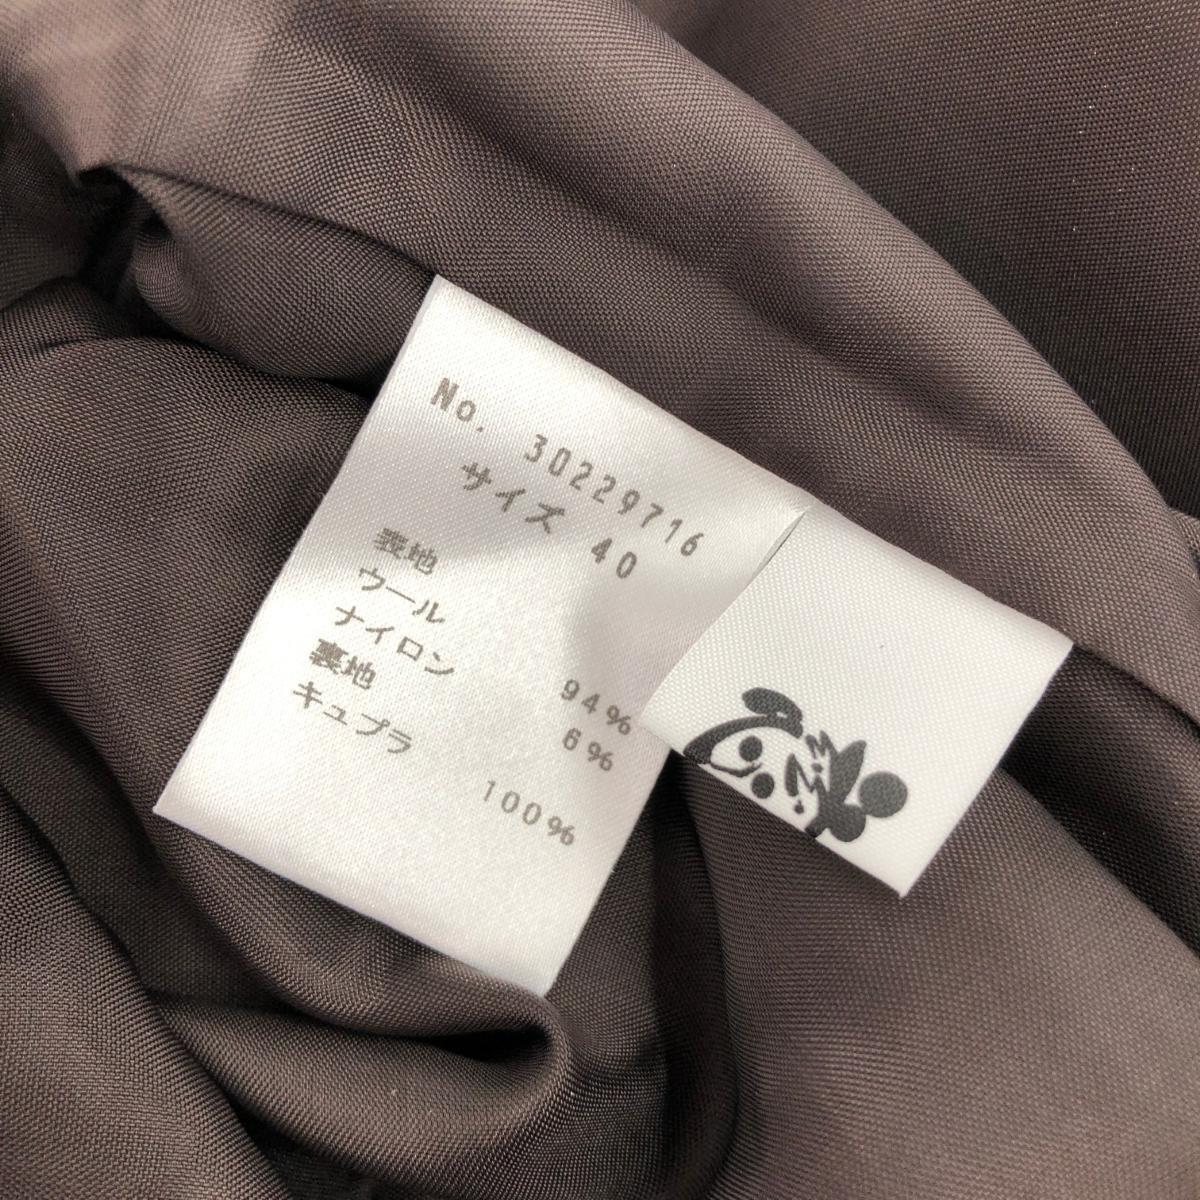 No. 30229716
サイズ 40
表地
ウール 94%
ナイロン 6%
裏地
キュプラ 100%